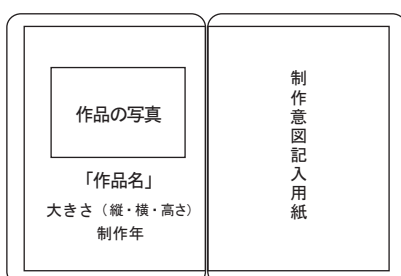 作品の写真
「作品名」
大きさ（縦・横・高さ）
制作年
制作意図記入用紙